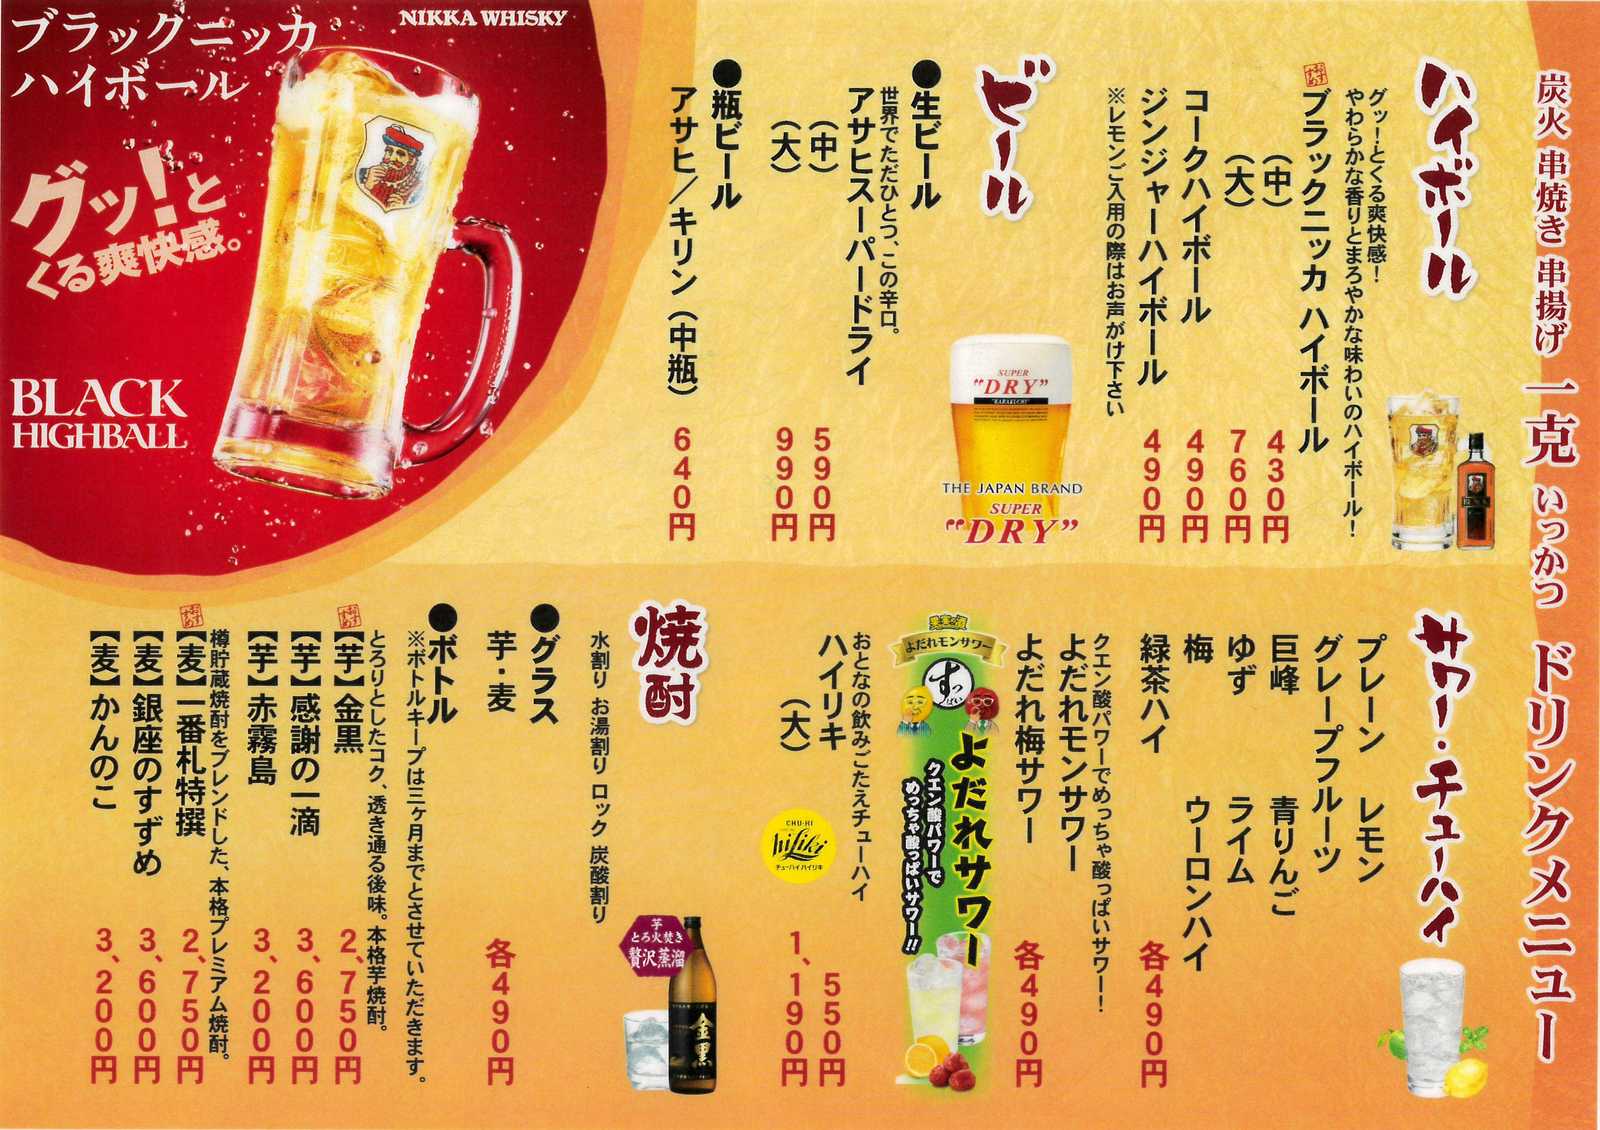 炭火 串焼き 串揚げ 一克 いっかつ ドリンクメニュー
ハイボール
グッ!とくる爽快感!
やわらかな香りとまろやかな味わいのハイボール!
おすすめ
ブラックニッカ ハイボール
(中) 430円
(大) 760円
コークハイボール 490円
ジンジャーハイボール 490円
※レモンご入用の際はお声がけ下さい
ビール
SUPER
"DRY"
"KARAKUCHI"
THE JAPAN BRAND
SUPER
"DRY"
●生ビール
世界でただひとつ、この辛口。
アサヒスーパードライ
(中) 590円
(大) 990円
●瓶ビール
アサヒ/キリン(中瓶) 640円
NIKKA WHISKY
ブラックニッカ
ハイボール
グッ!と
くる爽快感。
BLACK
HIGHBALL
サワー・チューハイ
プレーン レモン
グレープフルーツ
巨峰 青りんご
ゆず ライム
梅 ウーロンハイ
緑茶ハイ 各490円
クエン酸パワーでめっちゃ酸っぱいサワー!
よだれモンサワー
よだれ梅サワー 各490円
果実の酒
よだれモンサワー
すっぱい
よだれサワー
クエン酸パワーで
めっちゃ酸っぱいサワー!!
おとなの飲みごたえチューハイ
ハイリキ 550円
(大) 1,190円
CHU-HI
hiLiki
チューハイハイリキ
焼酎
芋
とろ火焚き
贅沢蒸溜
金黒
水割り お湯割り ロック 炭酸割り
●グラス
芋・麦 各490円
●ボトル
※ボトルキープは三ヶ月までとさせていただきます。
とろりとしたコク、透き通る後味。本格芋焼酎。
おすすめ
【芋】金黒 2,750円
【芋】感謝の一滴 3,600円
【芋】赤霧島 3,200円
樽貯蔵焼酎をブレンドした、本格プレミアム焼酎。
おすすめ
【麦】一番札特撰 2,750円
【麦】銀座のすずめ 3,600円
【麦】かんのこ 3,200円